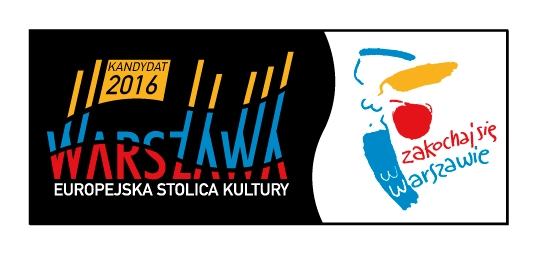 KANDYDAT
2016
WARSZAWA
EUROPEJSKA STOLICA KULTURY
zakochaj się
w warszawie